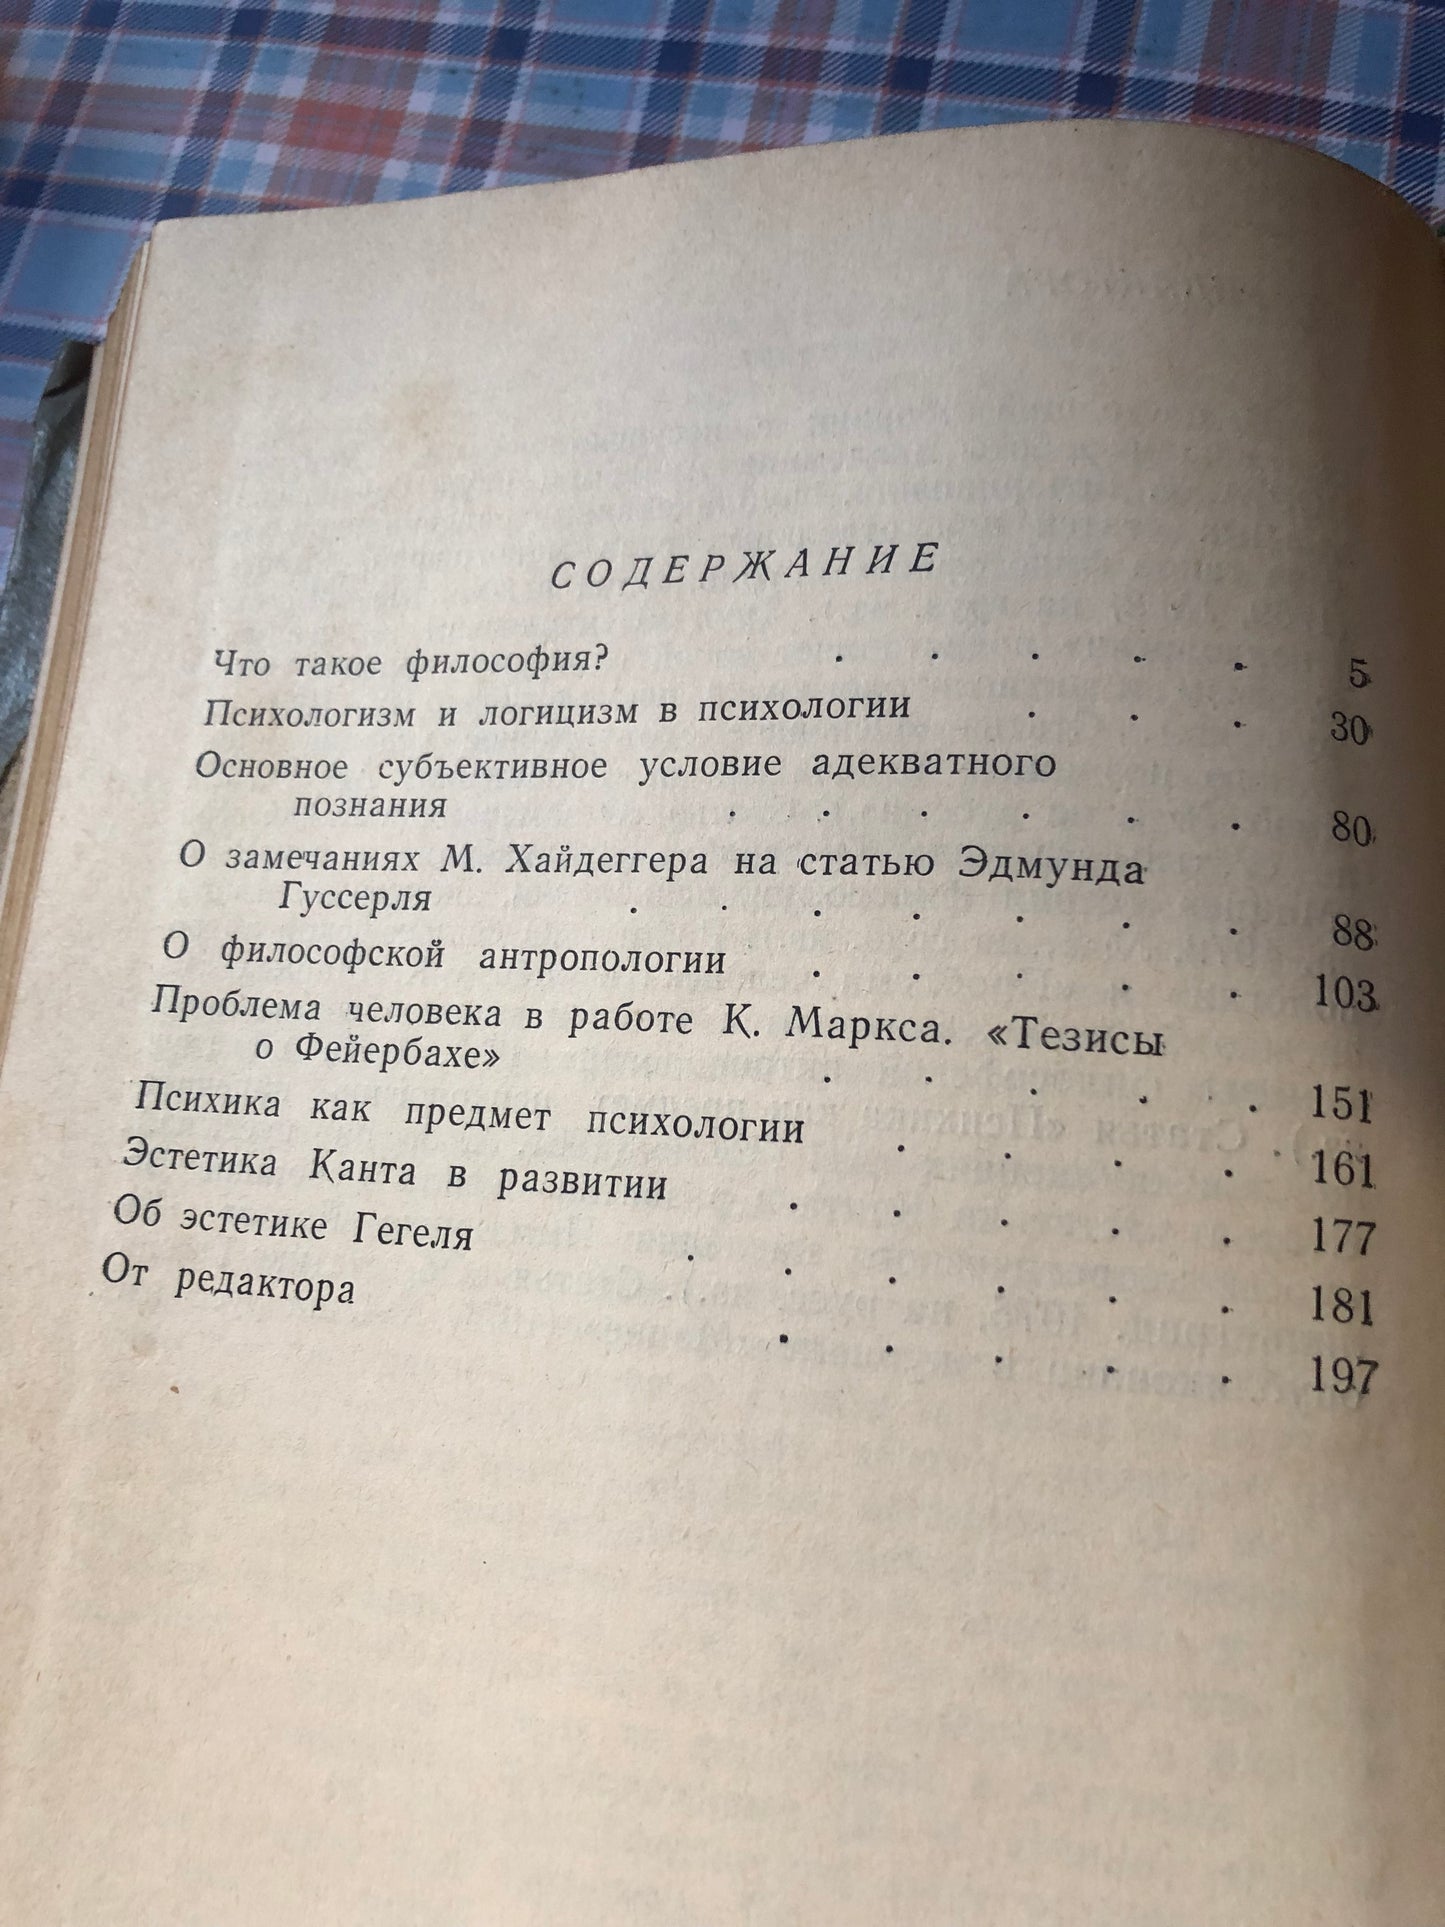 СОДЕРЖАНИЕ
Что такое философия? . . . . . 5
Психологизм и логицизм в психологии . . . 30
Основное субъективное условие адекватного
познания . . . . . . 80
О замечаниях М. Хайдеггера на статью Эдмунда
Гуссерля . . . . . . . 88
О философской антропологии . . . . . 103
Проблема человека в работе К. Маркса. «Тезисы
о Фейербахе» . . . . . 151
Психика как предмет психологии . . . . 161
Эстетика Канта в развитии . . . . . 177
Об эстетике Гегеля . . . . . . 181
От редактора . . . . . 197